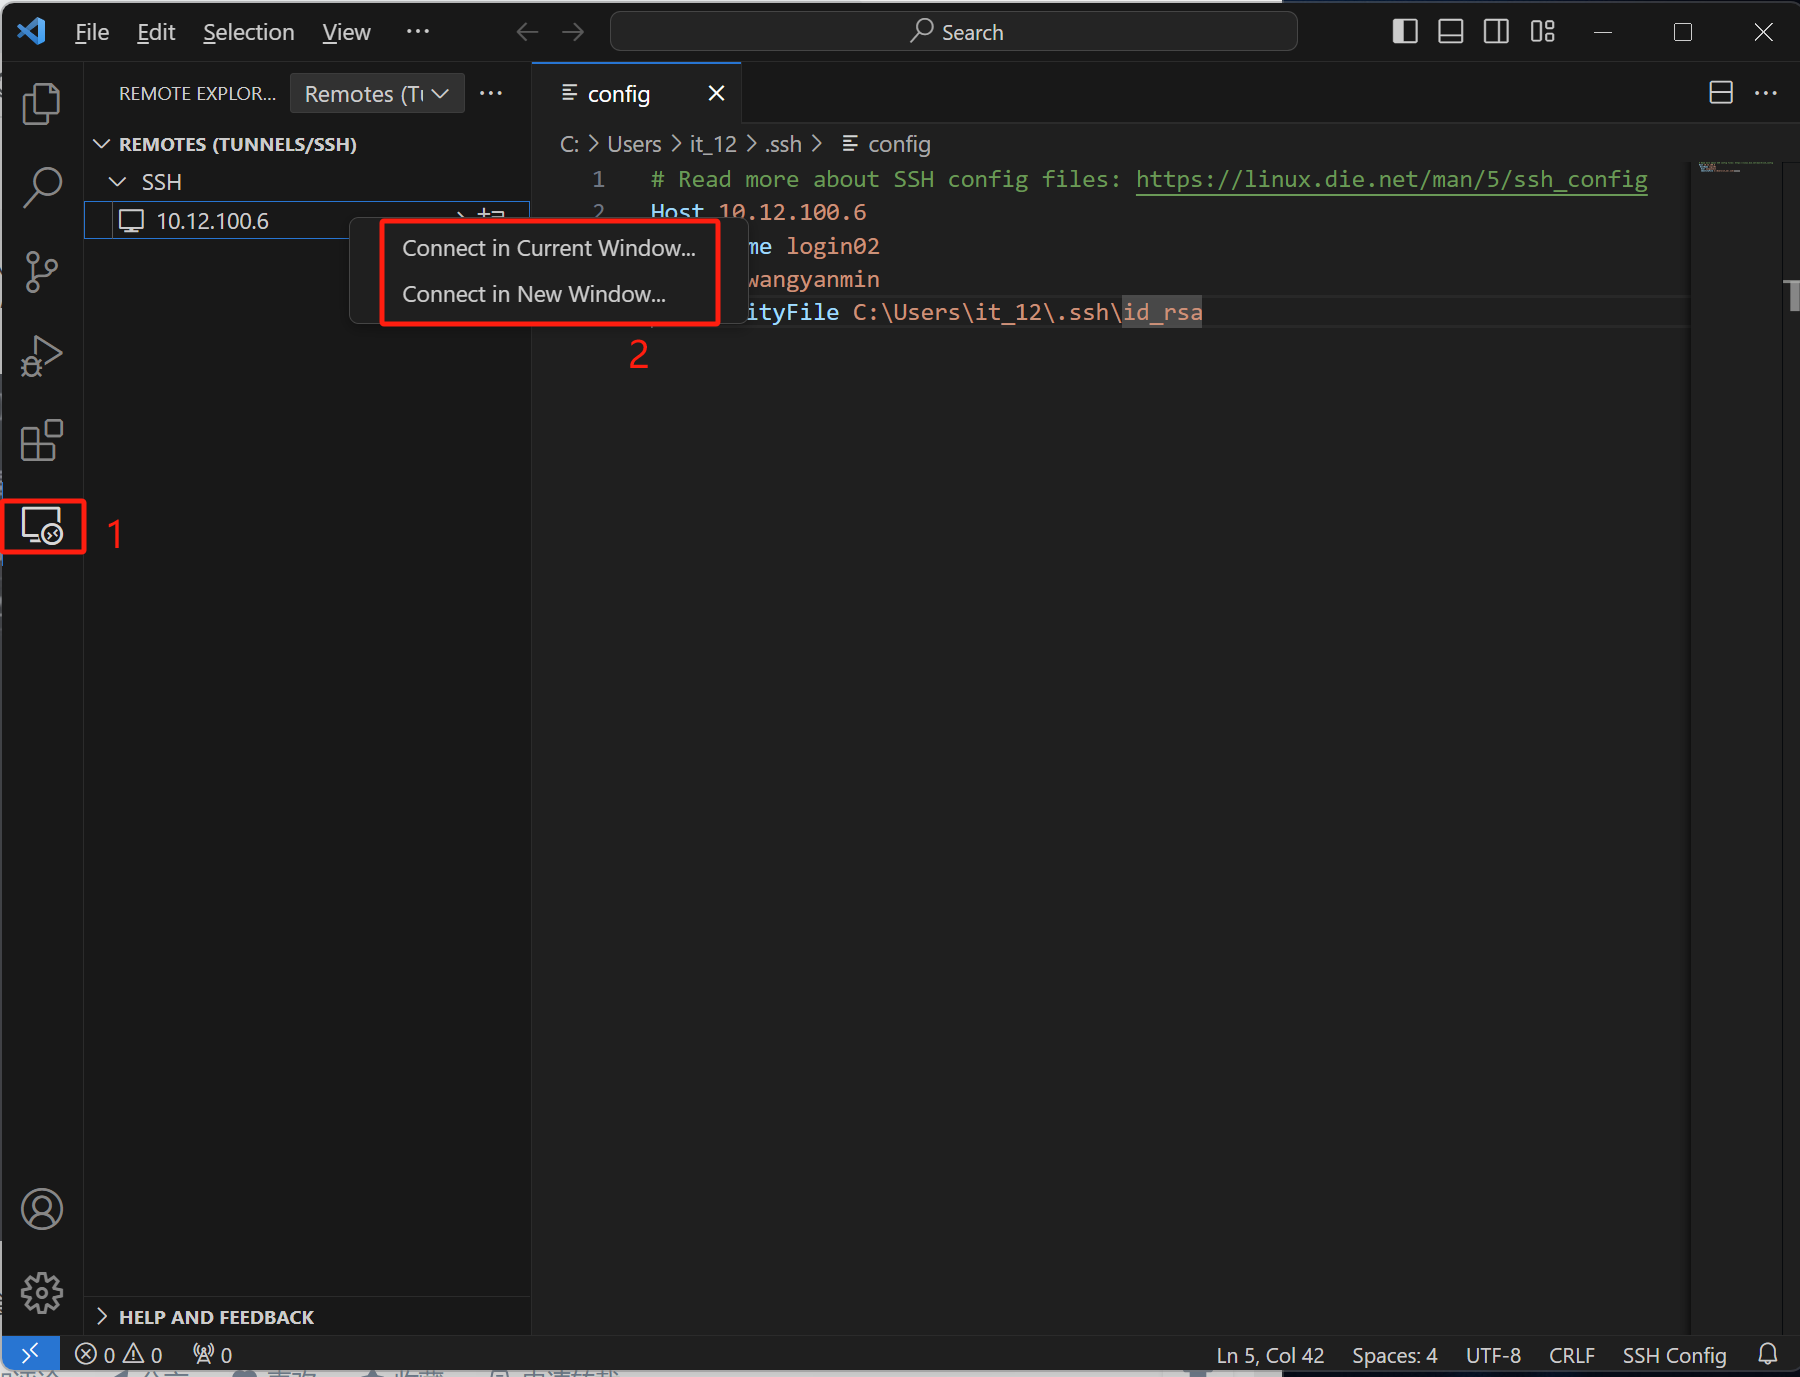 File Edit Selection View ··· Search
REMOTE EXPLOR... Remotes (Tu ··· config
REMOTES (TUNNELS/SSH)
C: > Users > it_12 > .ssh > config
SSH
1 # Read more about SSH config files: https://linux.die.net/man/5/ssh_config
10.12.100.6
2 Host 10.12.100.6
Connect in Current Window...
me login02
wangyanmin
Connect in New Window...
ityFile C:\Users\it_12\.ssh\id_rsa
2
1
HELP AND FEEDBACK
0 0 0 Ln 5, Col 42 Spaces: 4 UTF-8 CRLF SSH Config